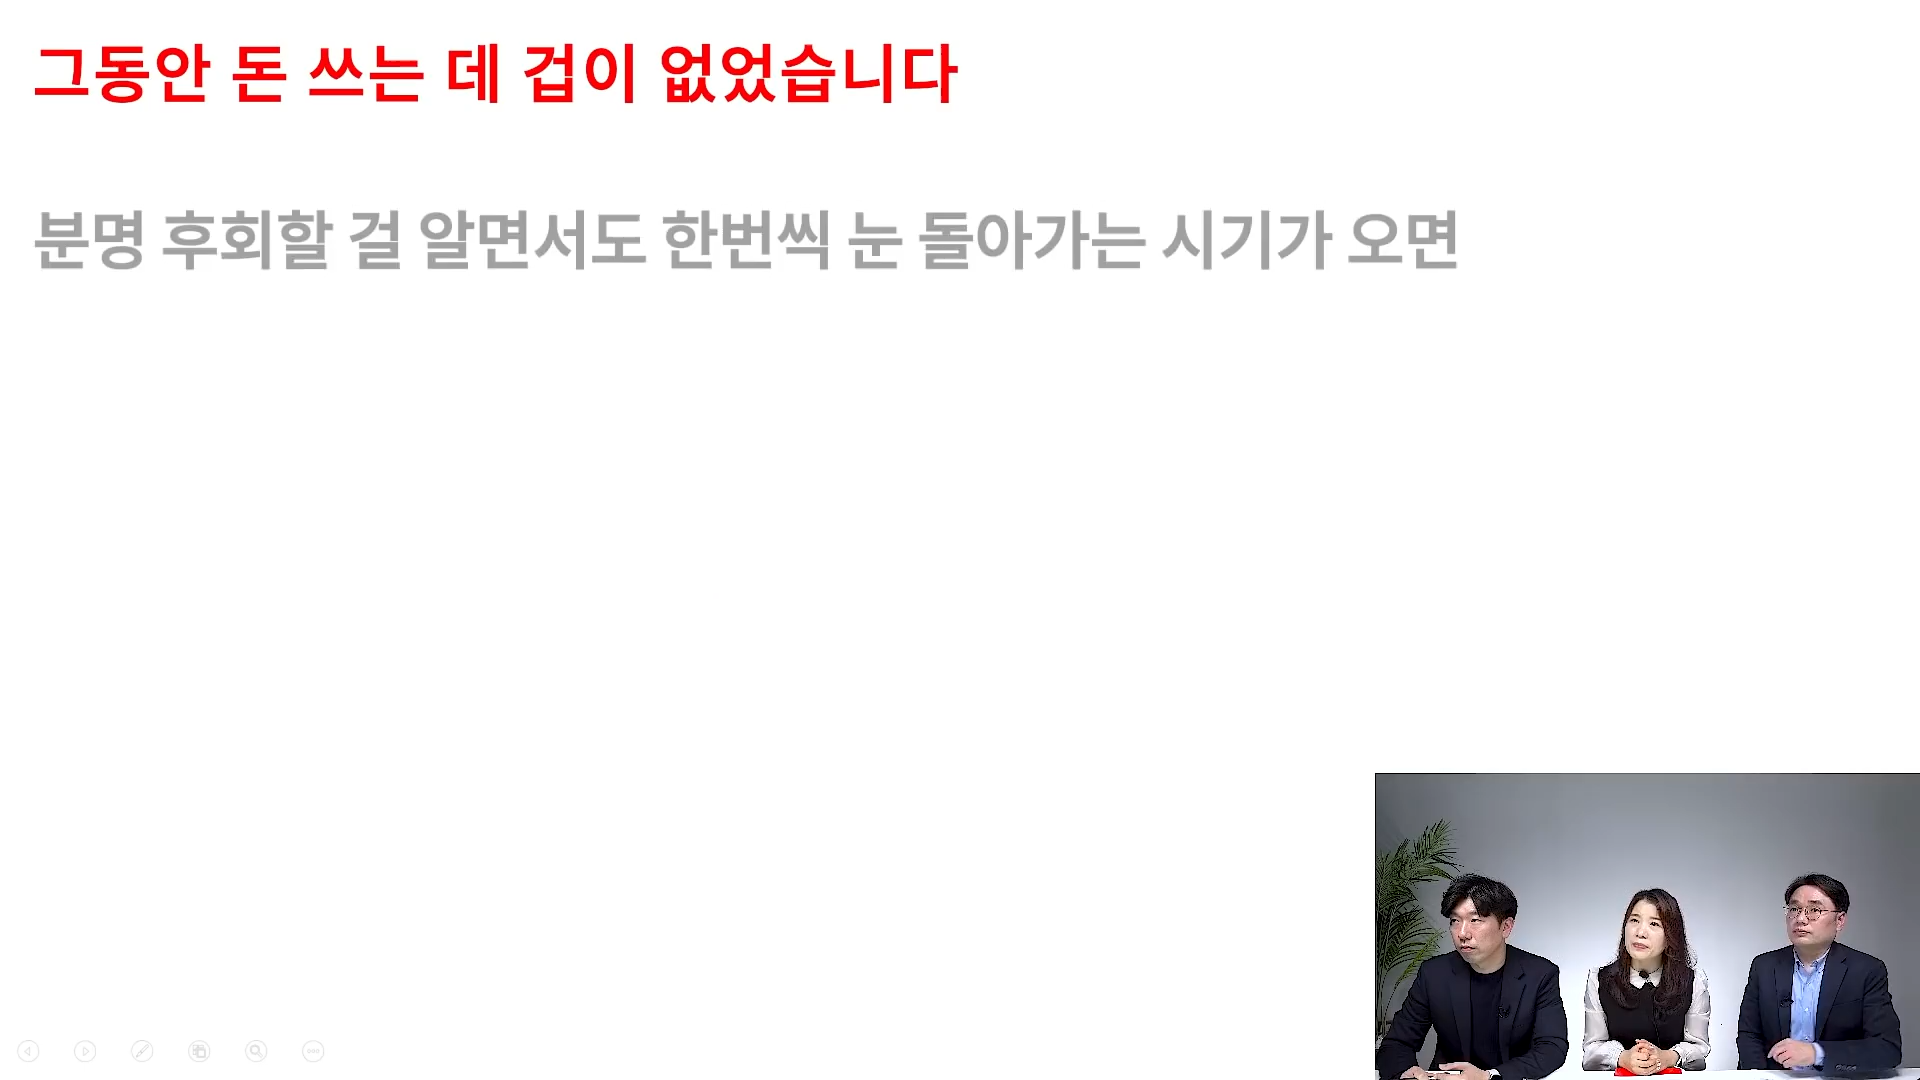 그동안 돈 쓰는 데 겁이 없었습니다
분명 후회할 걸 알면서도 한번씩 눈 돌아가는 시기가 오면